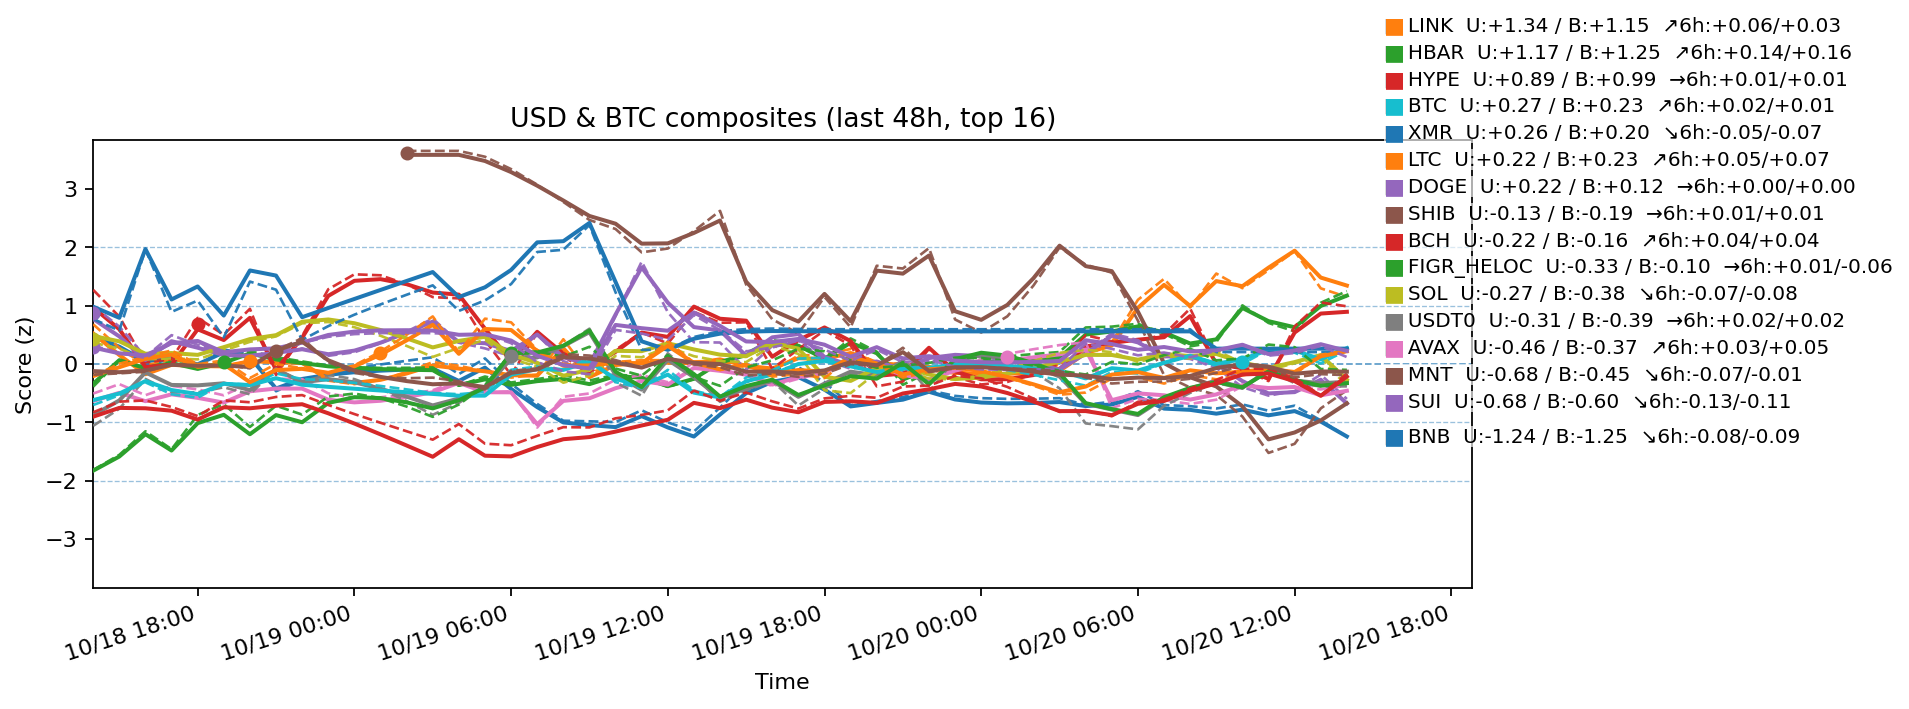 LINK  U:+1.34 / B:+1.15  ↗6h:+0.06/+0.03
HBAR  U:+1.17 / B:+1.25  ↗6h:+0.14/+0.16
HYPE  U:+0.89 / B:+0.99  →6h:+0.01/+0.01
BTC  U:+0.27 / B:+0.23  ↗6h:+0.02/+0.01
XMR  U:+0.26 / B:+0.20  ↘6h:-0.05/-0.07
LTC  U:+0.22 / B:+0.23  ↗6h:+0.05/+0.07
DOGE  U:+0.22 / B:+0.12  →6h:+0.00/+0.00
SHIB  U:-0.13 / B:-0.19  →6h:+0.01/+0.01
BCH  U:-0.22 / B:-0.16  ↗6h:+0.04/+0.04
FIGR_HELOC  U:-0.33 / B:-0.10  →6h:+0.01/-0.06
SOL  U:-0.27 / B:-0.38  ↘6h:-0.07/-0.08
USDT0  U:-0.31 / B:-0.39  →6h:+0.02/+0.02
AVAX  U:-0.46 / B:-0.37  ↗6h:+0.03/+0.05
MNT  U:-0.68 / B:-0.45  ↘6h:-0.07/-0.01
SUI  U:-0.68 / B:-0.60  ↘6h:-0.13/-0.11
BNB  U:-1.24 / B:-1.25  ↘6h:-0.08/-0.09
USD & BTC composites (last 48h, top 16)
Score (z)
3
2
1
0
−1
−2
−3
10/18 18:00
10/19 00:00
10/19 06:00
10/19 12:00
10/19 18:00
10/20 00:00
10/20 06:00
10/20 12:00
10/20 18:00
Time